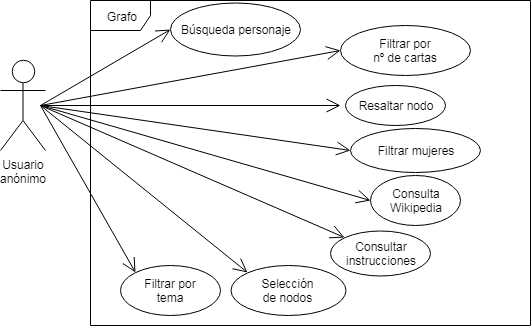 Grafo
Búsqueda personaje
Filtrar por
nº de cartas
Resaltar nodo
Usuario
anónimo
Filtrar mujeres
Consulta
Wikipedia
Consultar
instrucciones
Filtrar por
tema
Selección
de nodos